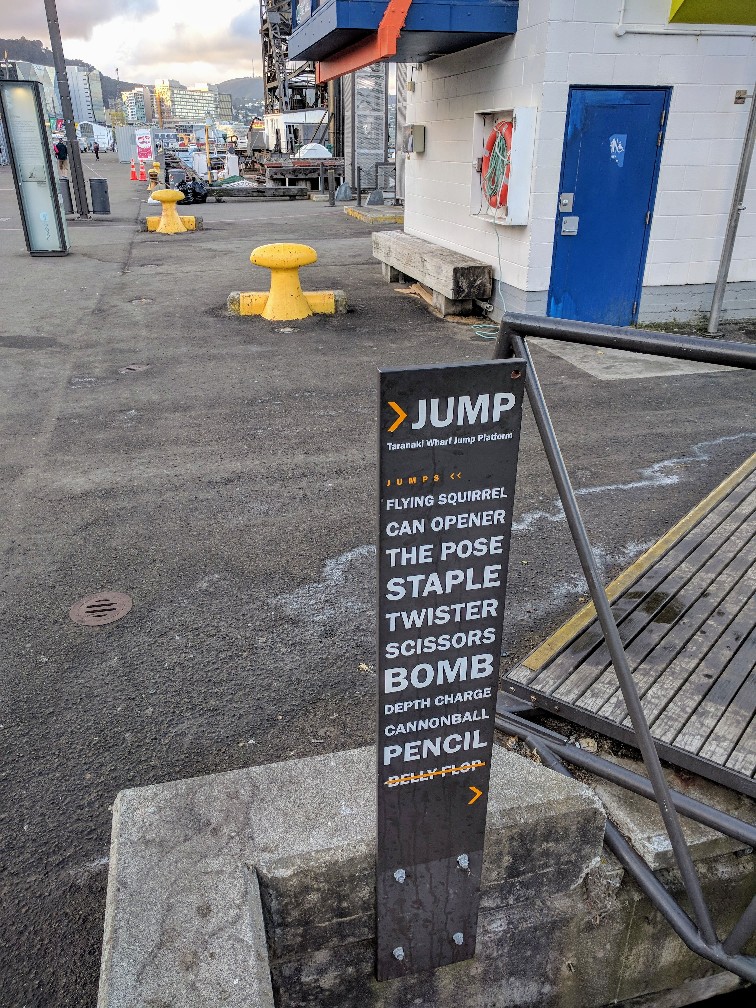 >JUMP
Taranaki Wharf Jump Platform
JUMPS <<
FLYING SQUIRREL
CAN OPENER
THE POSE
STAPLE
TWISTER
SCISSORS
BOMB
DEPTH CHARGE
CANNONBALL
PENCIL
BELLY FLOP
>